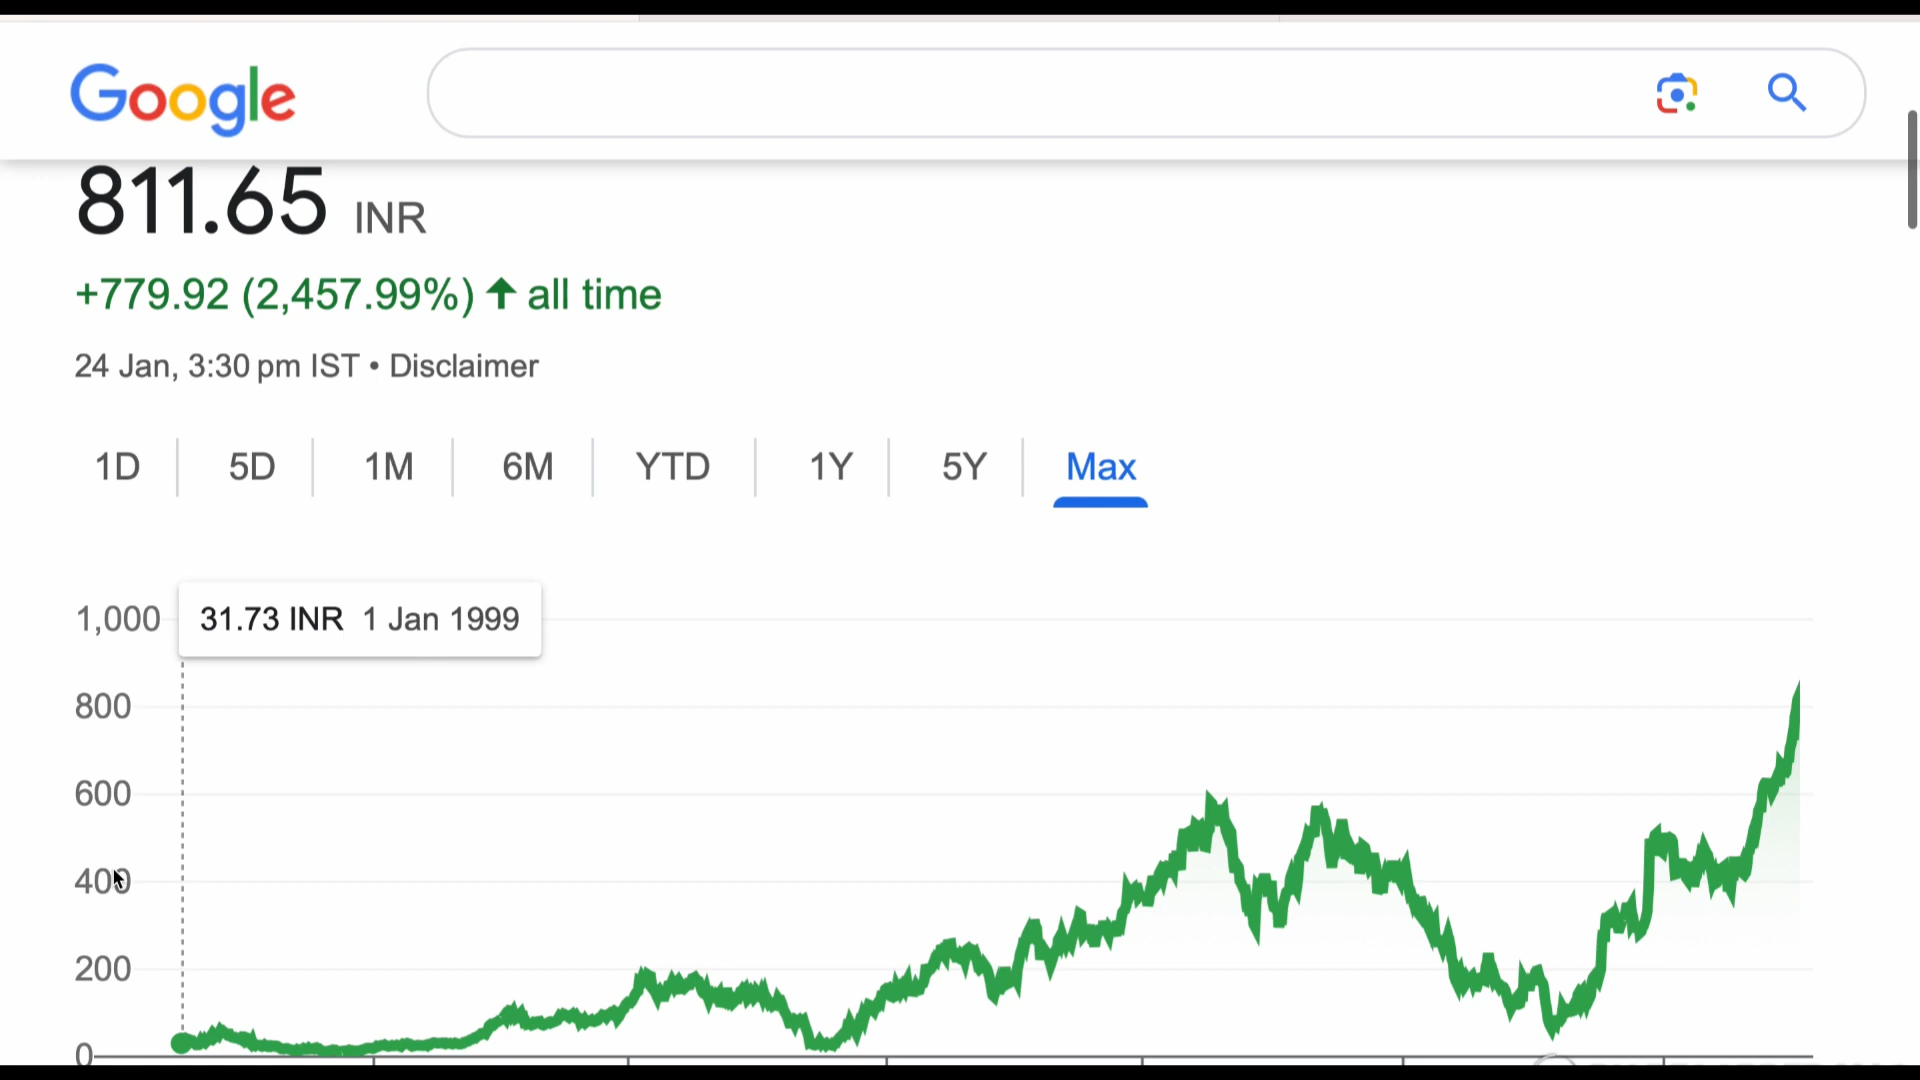 Google
811.65 INR
+779.92 (2,457.99%) ↑ all time
24 Jan, 3:30 pm IST • Disclaimer
1D 5D 1M 6M YTD 1Y 5Y Max
1,000
31.73 INR 1 Jan 1999
800
600
400
200
0